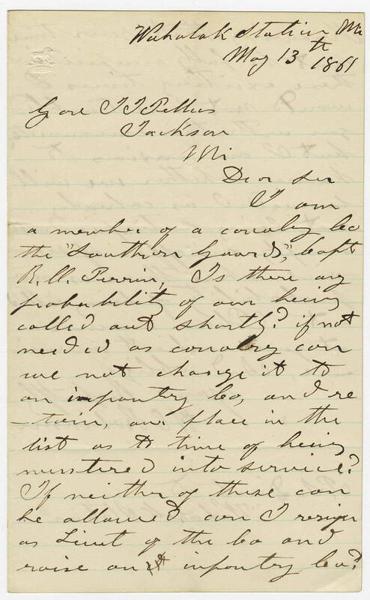 Wahalak Station Mi
May 13th 1861
Gov J J Pettus
Jackson
Mi
Dear Sir
I am
a member of a cavalry Co
the "Southern Guards," Capt
R. W. Perrin, Is there any
probability of our being
called out shortly? if not
needed as cavalry can
we not change it to
an infantry Co, and re
-tain, our place in the
list as to time of being
mustered into service?
If neither of these can
be allowed can I resign
as Lieut of the Co and
raise an infantry Co?